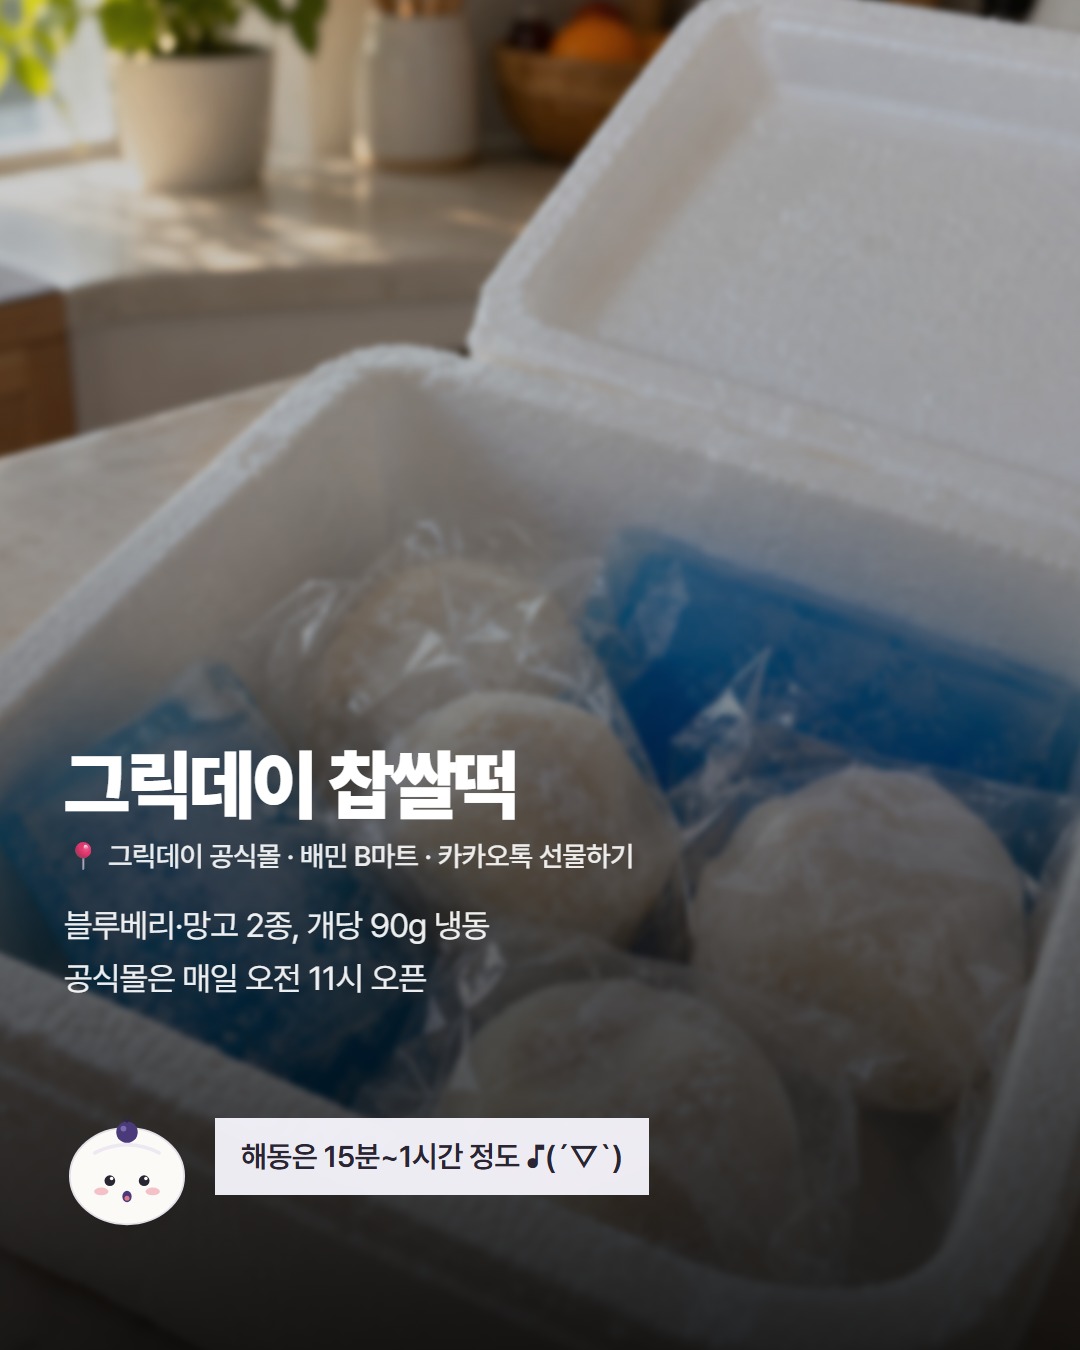 그릭데이 찹쌀떡
📍 그릭데이 공식몰 · 배민 B마트 · 카카오톡 선물하기
블루베리·망고 2종, 개당 90g 냉동
공식몰은 매일 오전 11시 오픈
해동은 15분~1시간 정도 ♪(´▽｀)